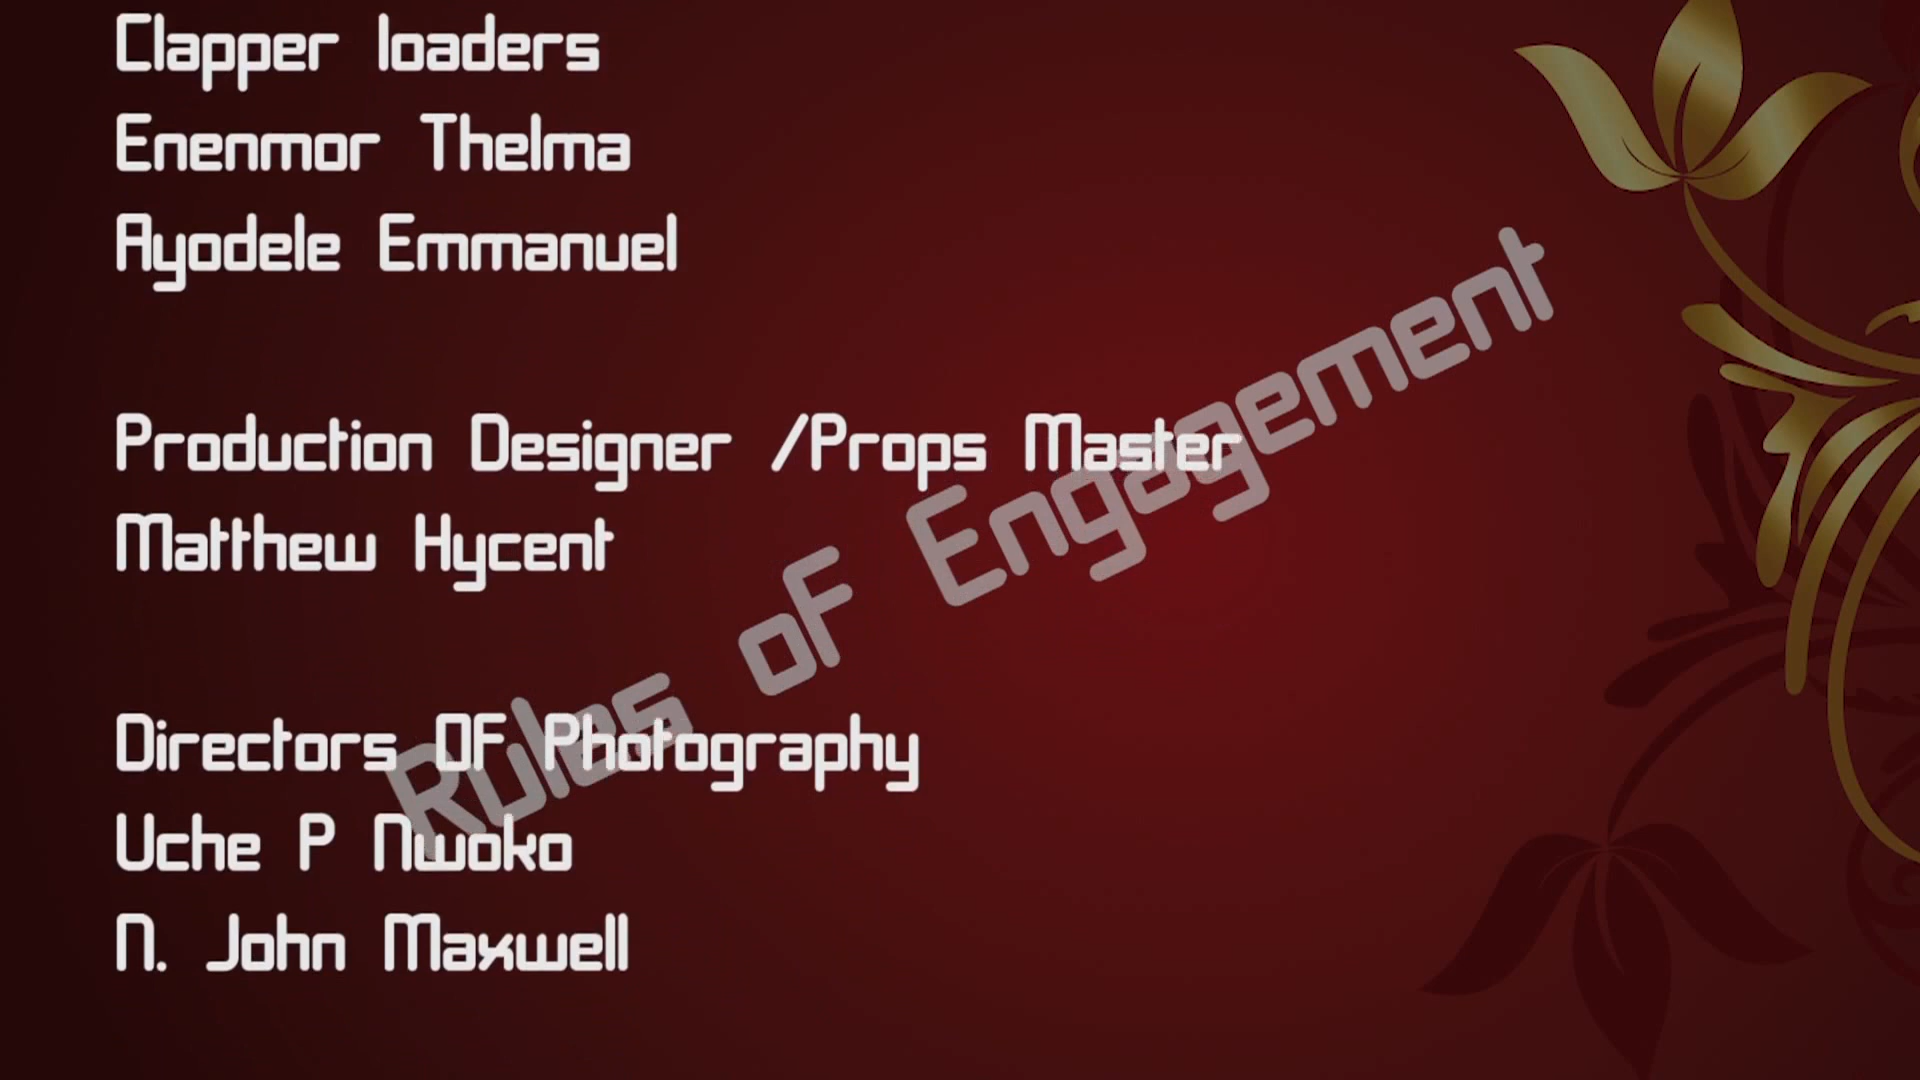 Clapper loaders
Enenmor Thelma
Ayodele Emmanuel
Production Designer /Props Master
Matthew Hycent
Directors OF Photography
Uche P Nwoko
N. John Maxwell
Rules oF Engagement